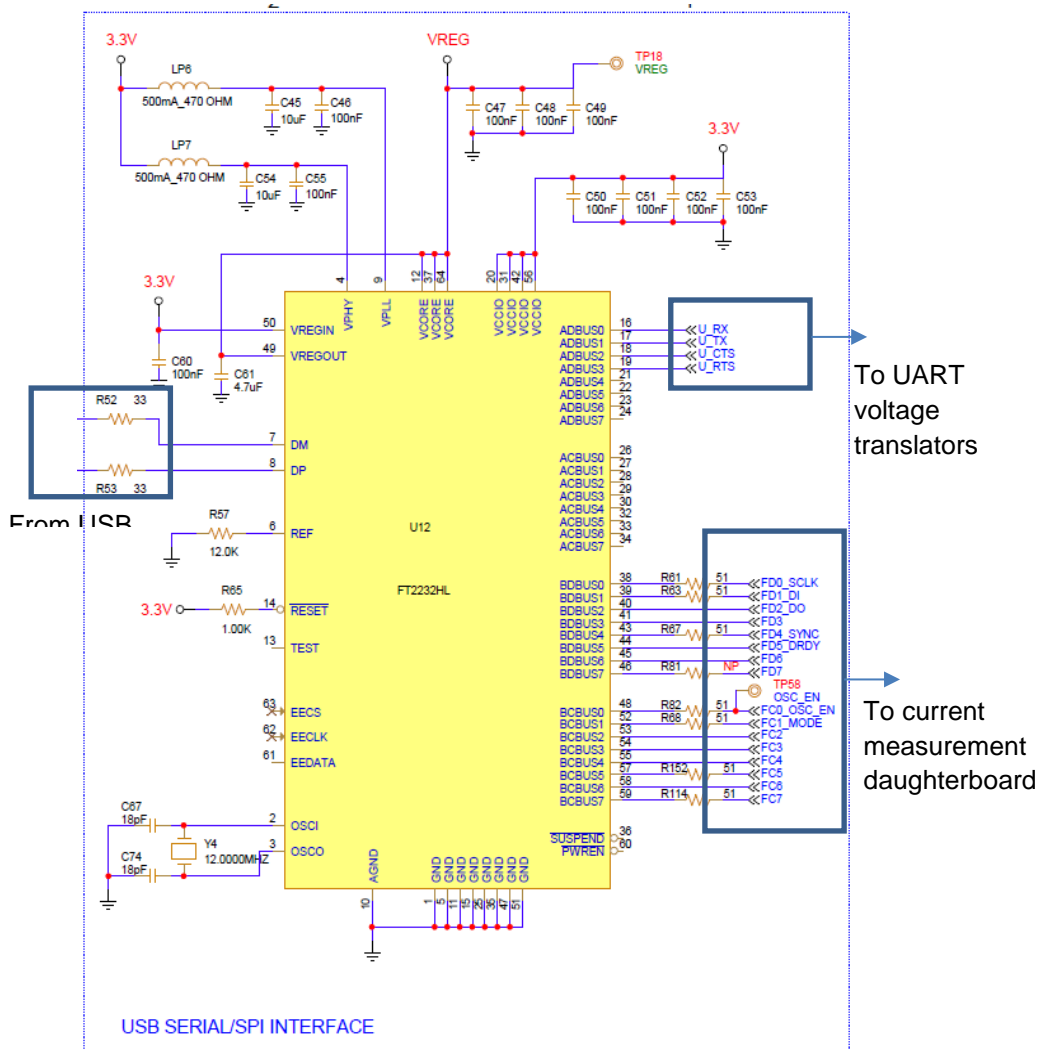 3.3V
VREG
TP18
VREG
LP6
500mA_470 OHM
C45
10uF
C46
100nF
C47
100nF
C48
100nF
C49
100nF
3.3V
LP7
500mA_470 OHM
C54
10uF
C55
100nF
C50
100nF
C51
100nF
C52
100nF
C53
100nF
4
9
12
37
64
20
31
42
56
VPHY
VPLL
VCORE
VCORE
VCORE
VCCIO
VCCIO
VCCIO
VCCIO
3.3V
50 VREGIN
49 VREGOUT
C60
100nF
C61
4.7uF
R52 33
7 DM
8 DP
R53 33
From USB
R57
12.0K
6 REF
R65
3.3V
1.00K
14 RESET
13 TEST
63 EECS
62 EECLK
61 EEDATA
C67
18pF
2 OSCI
3 OSCO
Y4
12.0000MHZ
C74
18pF
U12
FT2232HL
ADBUS0 16 U_RX
ADBUS1 17 U_TX
ADBUS2 18 U_CTS
ADBUS3 19 U_RTS
ADBUS4 21
ADBUS5 22
ADBUS6 23
ADBUS7 24
To UART
voltage
translators
ACBUS0 26
ACBUS1 27
ACBUS2 28
ACBUS3 29
ACBUS4 30
ACBUS5 32
ACBUS6 33
ACBUS7 34
BDBUS0 38 R61 51 FD0_SCLK
BDBUS1 39 R63 51 FD1_DI
BDBUS2 40 FD2_DO
BDBUS3 41 FD3
BDBUS4 43 R67 51 FD4_SYNC
BDBUS5 44 FD5_DRDY
BDBUS6 45 FD6
BDBUS7 46 R81 NP FD7
TP58
OSC_EN
BCBUS0 48 R82 51 FC0_OSC_EN
BCBUS1 52 R68 51 FC1_MODE
BCBUS2 53 FC2
BCBUS3 54 FC3
BCBUS4 55 FC4
BCBUS5 57 R152 51 FC5
BCBUS6 58 FC6
BCBUS7 59 R114 51 FC7
To current
measurement
daughterboard
SUSPEND 36
PWREN 60
AGND
GND
GND
GND
GND
GND
GND
GND
GND
10
1
5
11
15
25
35
47
51
USB SERIAL/SPI INTERFACE